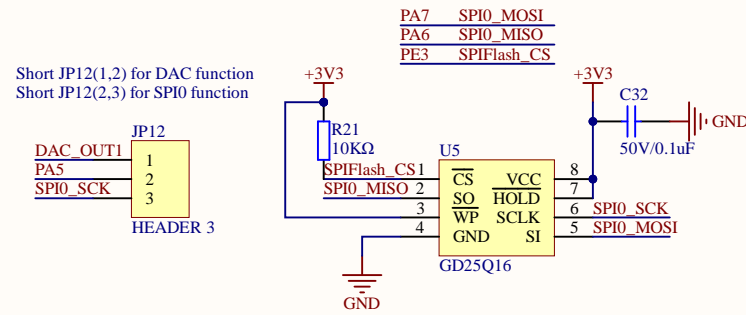 PA7 SPI0_MOSI
PA6 SPI0_MISO
PE3 SPIFlash_CS
Short JP12(1,2) for DAC function
Short JP12(2,3) for SPI0 function
+3V3
+3V3
C32
GND
50V/0.1uF
R21
10KΩ
JP12
DAC_OUT1 1
PA5 2
SPI0_SCK 3
HEADER 3
U5
SPIFlash_CS 1 CS VCC 8
SPI0_MISO 2 SO HOLD 7
3 WP SCLK 6 SPI0_SCK
4 GND SI 5 SPI0_MOSI
GD25Q16
GND